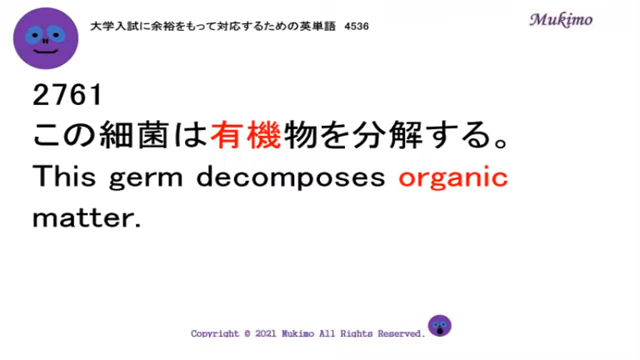 大学入試に余裕をもって対応するための英単語 4536
Mukimo
2761
この細菌は有機物を分解する。
This germ decomposes organic
matter.
Copyright © 2021 Mukimo All Rights Reserved.